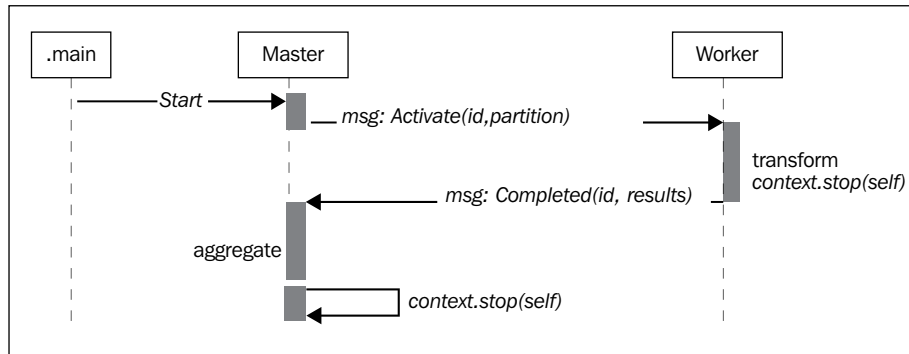 .main
Master
Worker
Start
msg: Activate(id,partition)
transform
context.stop(self)
msg: Completed(id, results)
aggregate
context.stop(self)